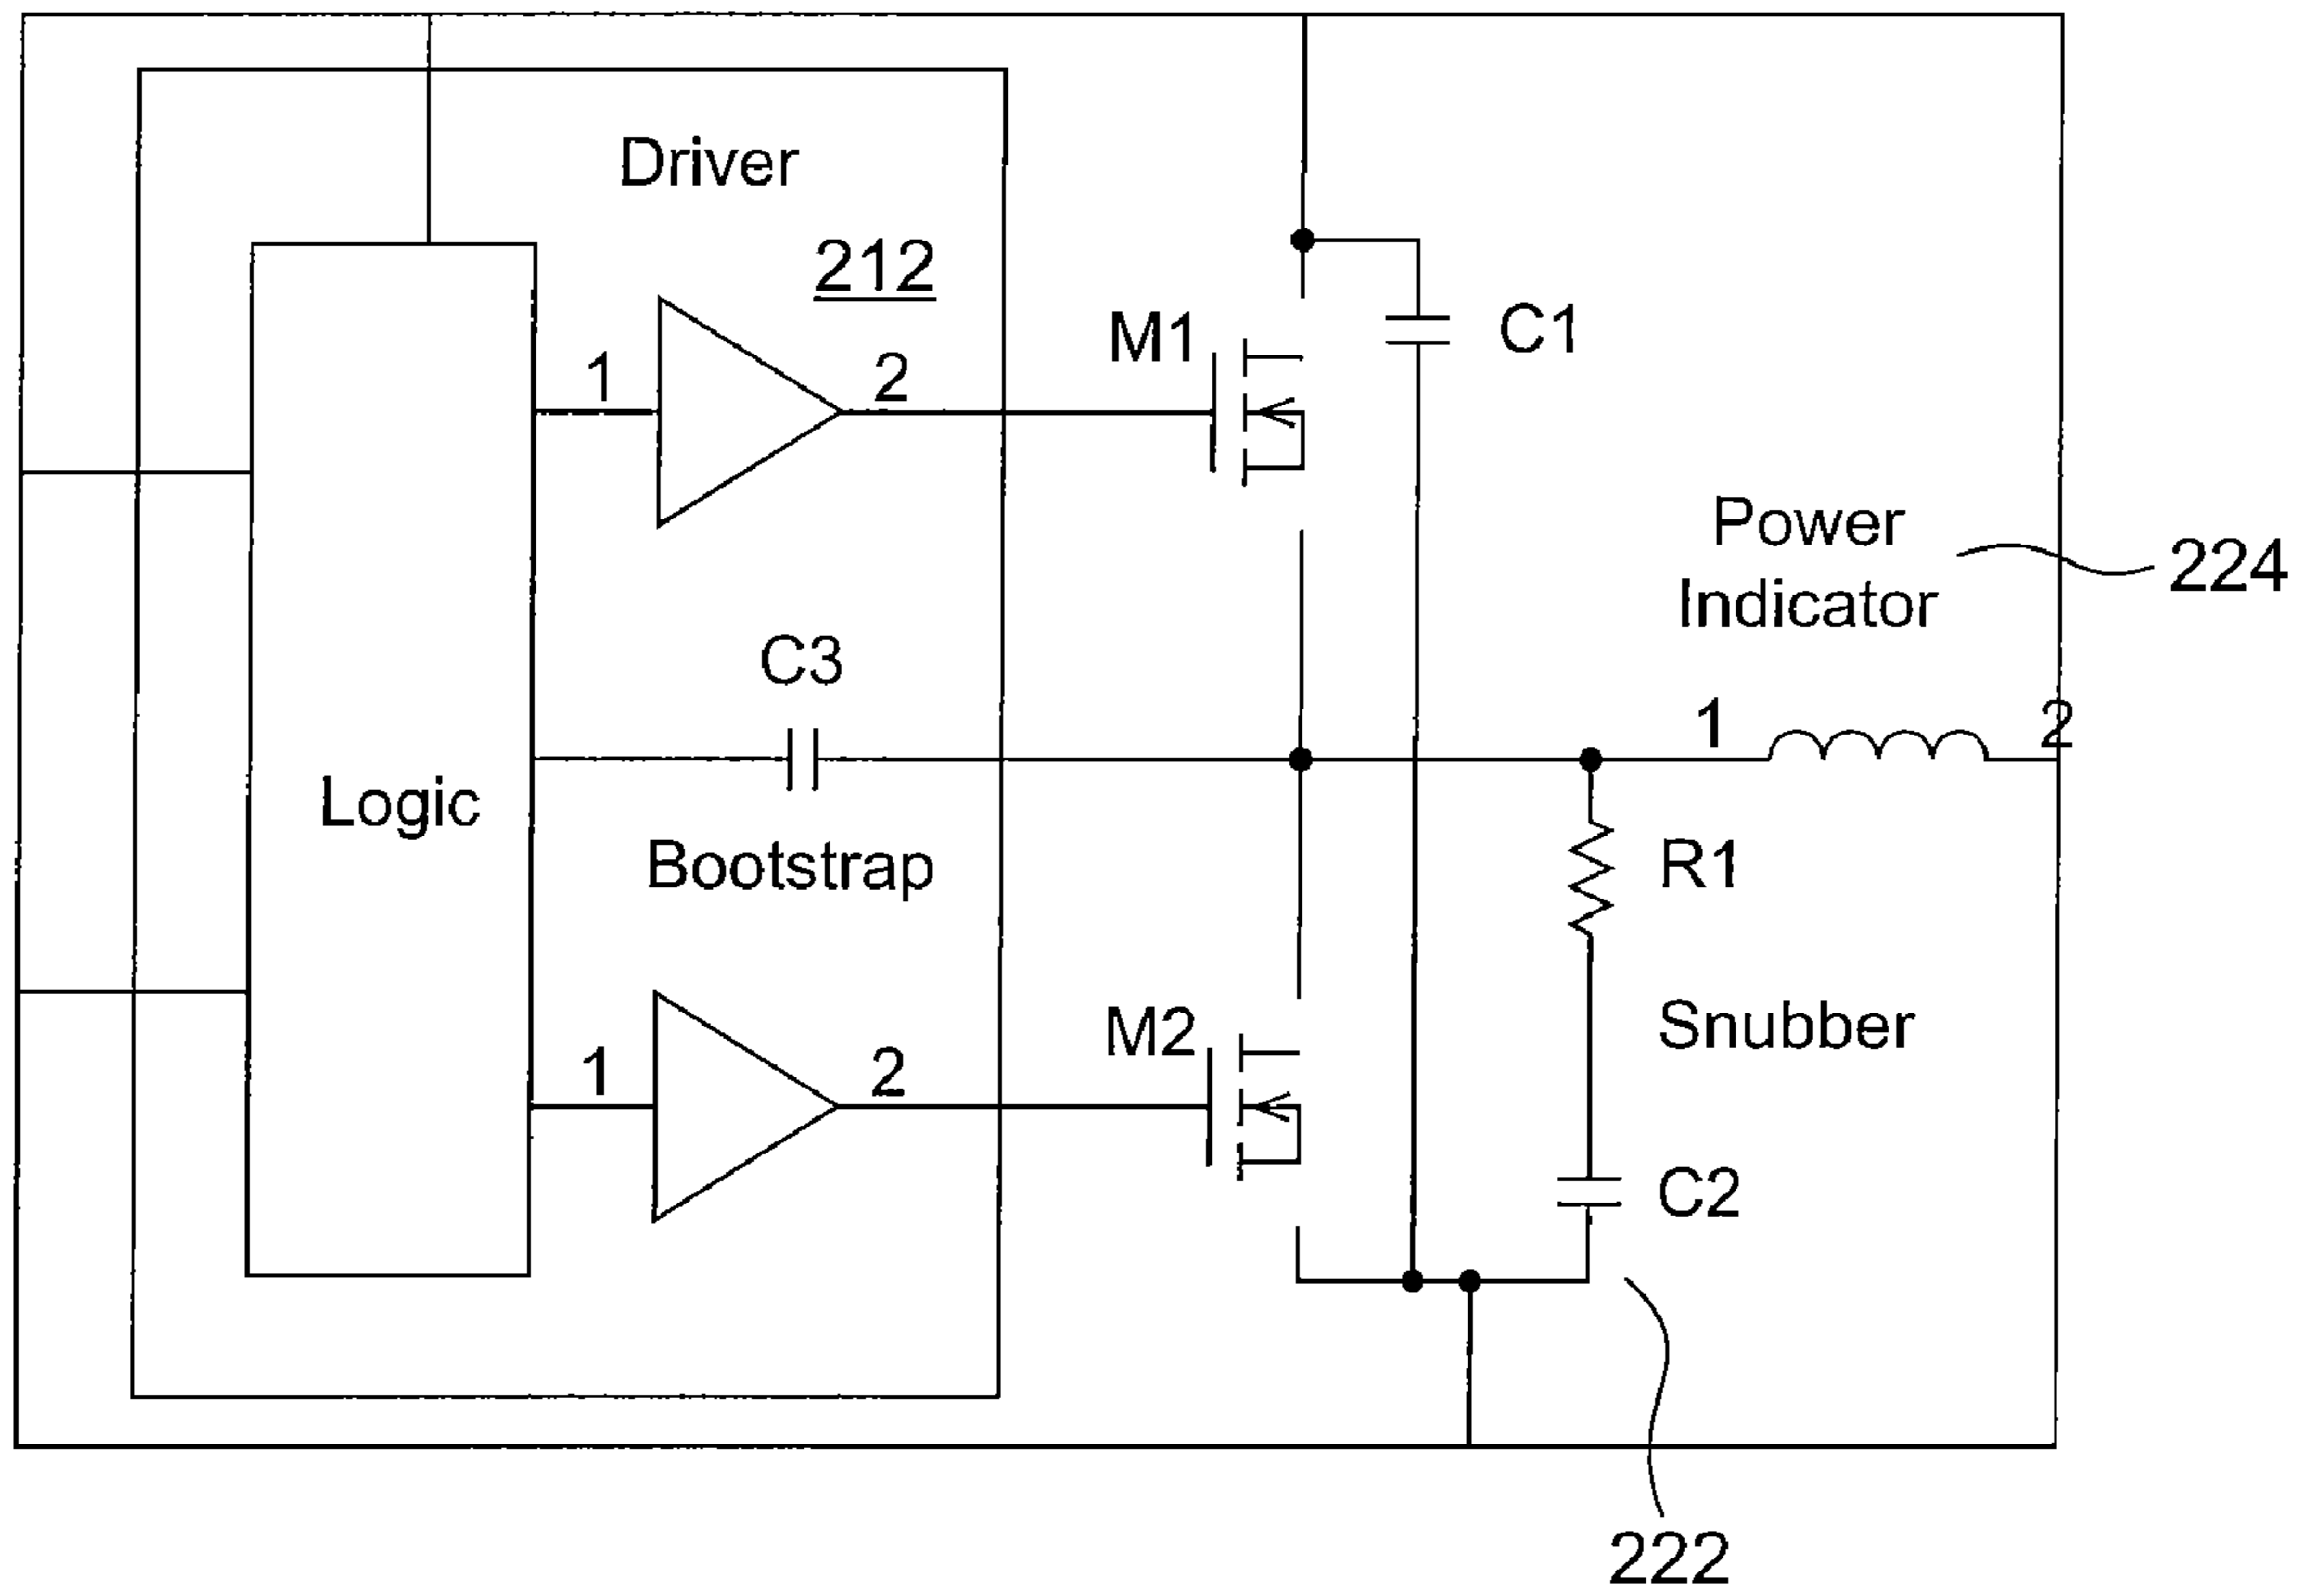 Driver
212
M1
C1
1
2
Power
Indicator
224
C3
1
2
Logic
Bootstrap
R1
Snubber
M2
1
2
C2
222